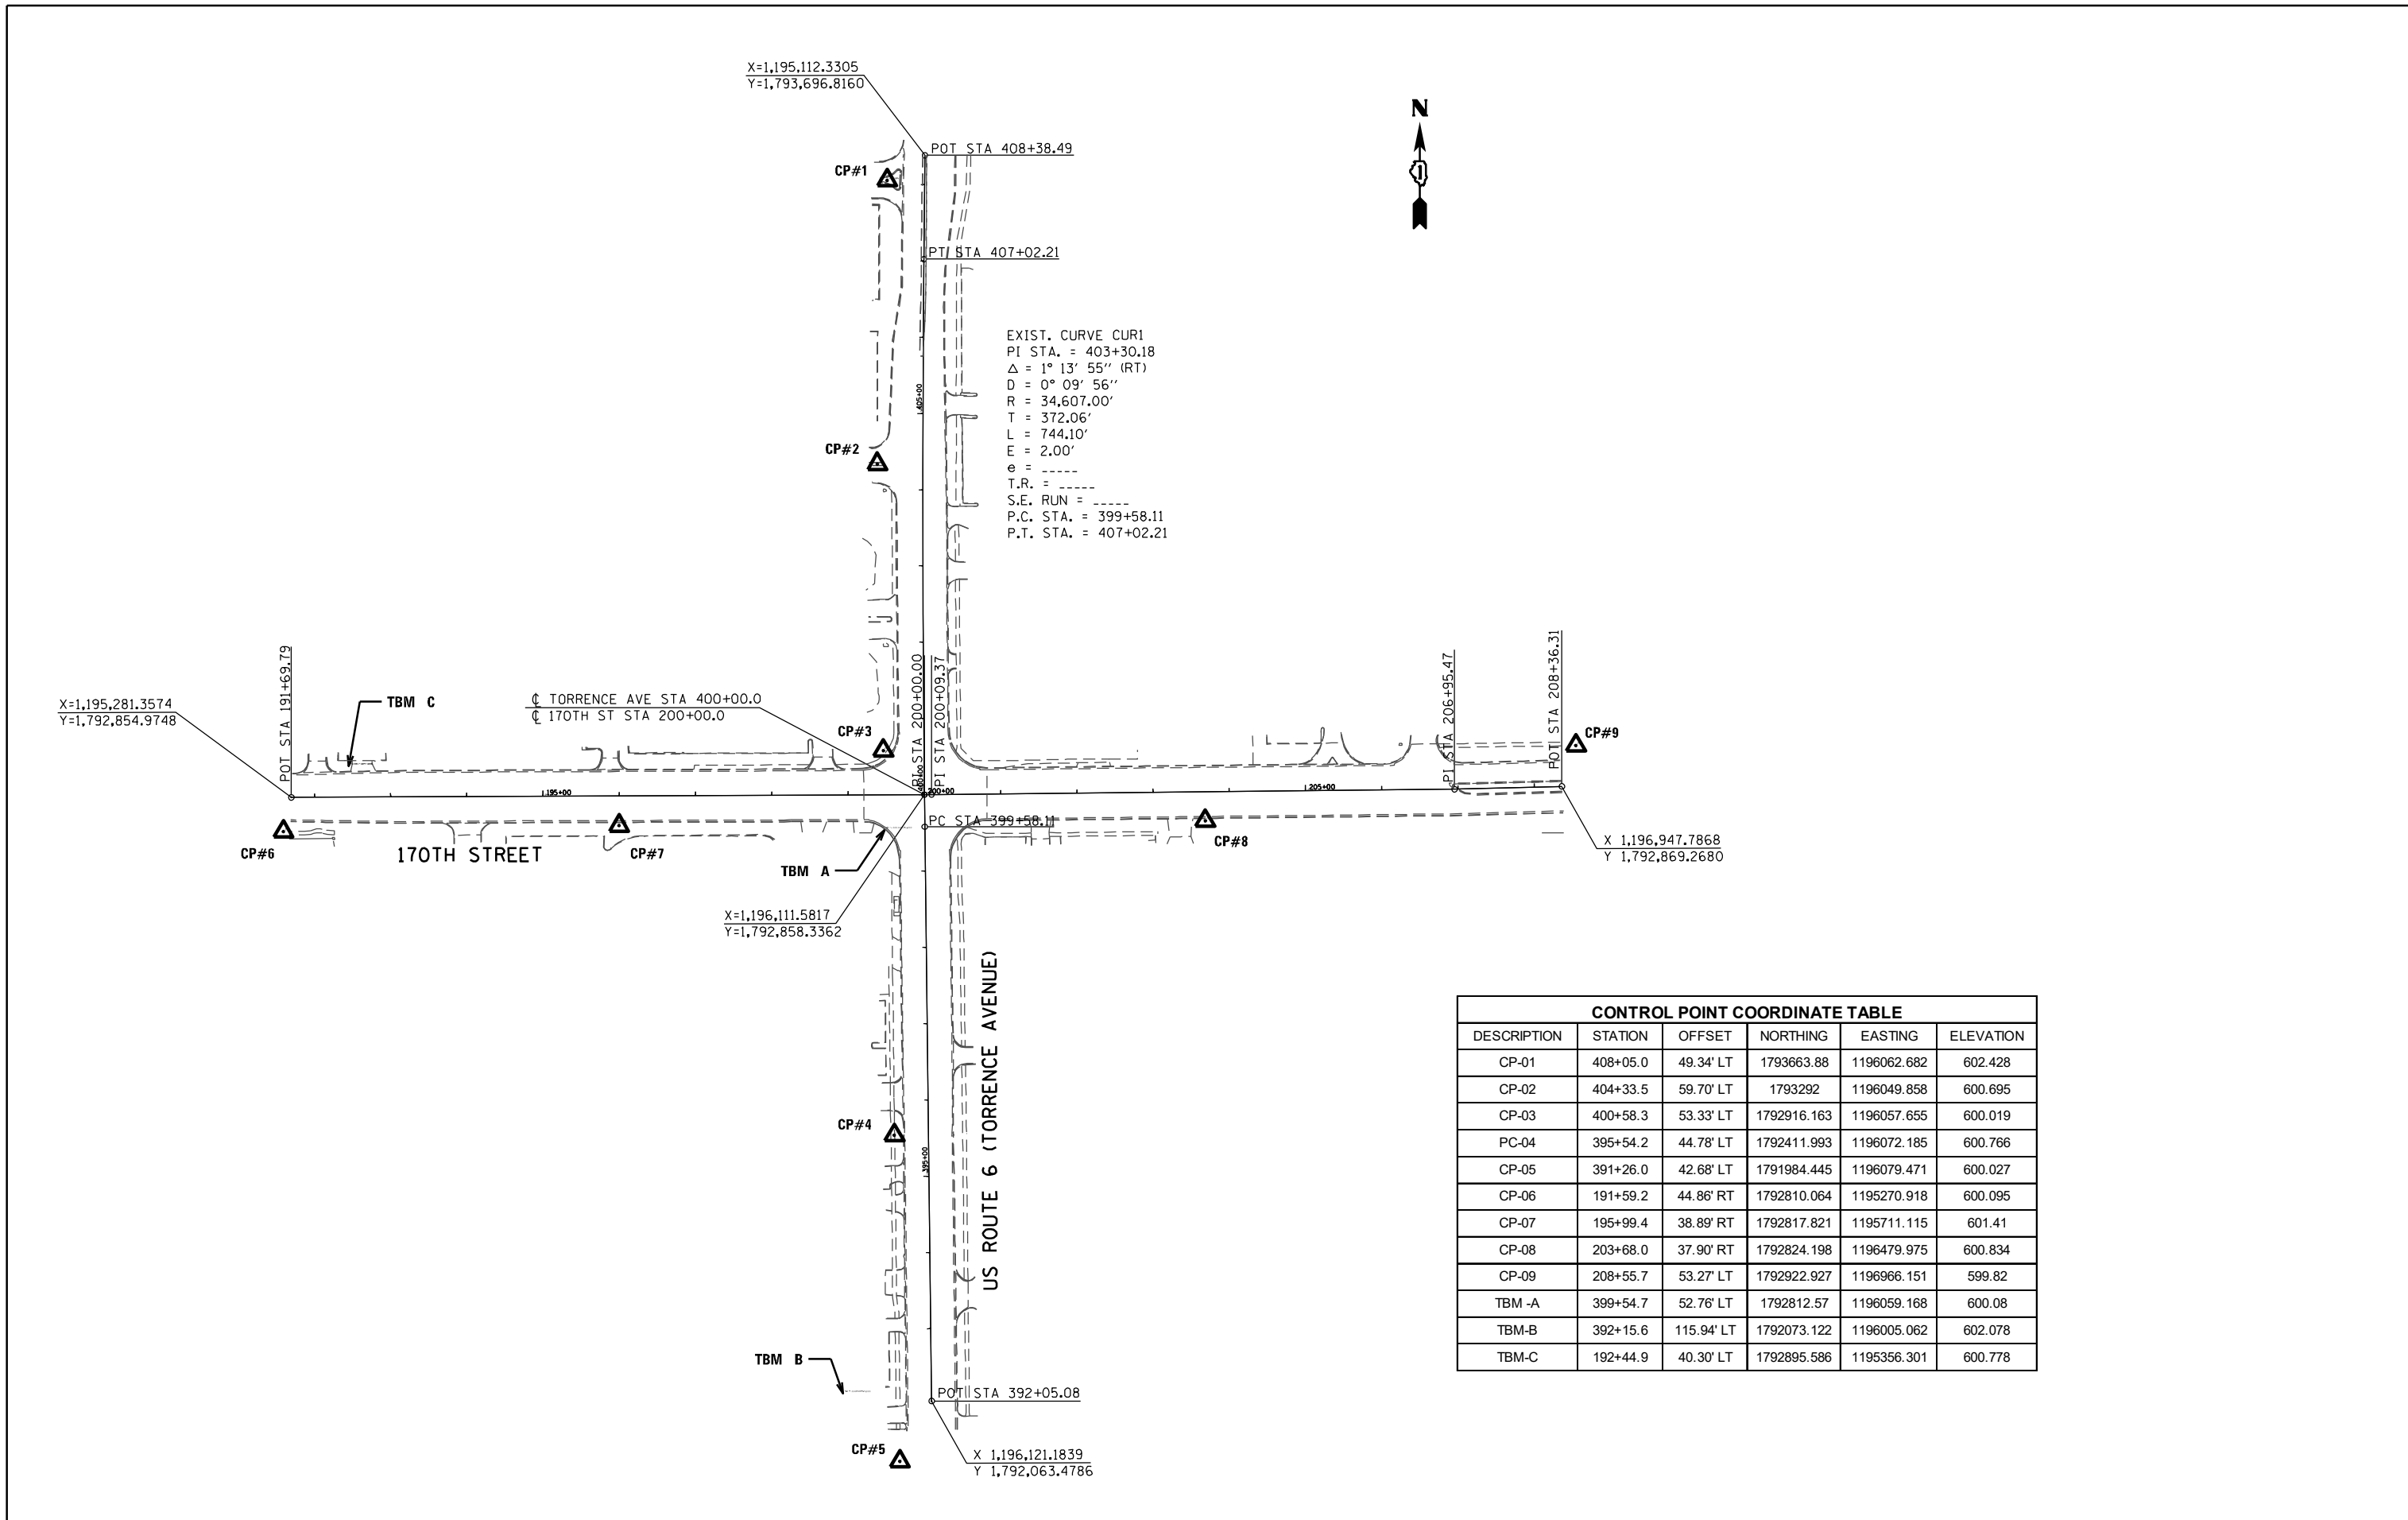 X=1,195,112.3305
Y=1,793,696.8160
N
POT STA 408+38.49
CP#1
PT STA 407+02.21
EXIST. CURVE CUR1
PI STA. = 403+30.18
△ = 1° 13' 55'' (RT)
D = 0° 09' 56''
R = 34,607.00'
T = 372.06'
L = 744.10'
E = 2.00'
e = _____
T.R. = _____
S.E. RUN = _____
P.C. STA. = 399+58.11
P.T. STA. = 407+02.21
405+00
CP#2
POT STA 191+69.79
X=1,195,281.3574
Y=1,792,854.9748
TBM C
℄ TORRENCE AVE STA 400+00.0
℄ 170TH ST STA 200+00.0
CP#3
PI STA 200+00.00
PI STA 200+09.37
PI STA 206+95.47
POT STA 208+36.31
CP#9
195+00
400+00
200+00
205+00
PC STA 399+58.11
CP#6
170TH STREET
CP#7
TBM A
CP#8
X 1,196,947.7868
Y 1,792,869.2680
X=1,196,111.5817
Y=1,792,858.3362
US ROUTE 6 (TORRENCE AVENUE)
CP#4
395+00
TBM B
POT STA 392+05.08
CP#5
X 1,196,121.1839
Y 1,792,063.4786
CONTROL POINT COORDINATE TABLE
DESCRIPTION STATION OFFSET NORTHING EASTING ELEVATION
CP-01 408+05.0 49.34' LT 1793663.88 1196062.682 602.428
CP-02 404+33.5 59.70' LT 1793292 1196049.858 600.695
CP-03 400+58.3 53.33' LT 1792916.163 1196057.655 600.019
PC-04 395+54.2 44.78' LT 1792411.993 1196072.185 600.766
CP-05 391+26.0 42.68' LT 1791984.445 1196079.471 600.027
CP-06 191+59.2 44.86' RT 1792810.064 1195270.918 600.095
CP-07 195+99.4 38.89' RT 1792817.821 1195711.115 601.41
CP-08 203+68.0 37.90' RT 1792824.198 1196479.975 600.834
CP-09 208+55.7 53.27' LT 1792922.927 1196966.151 599.82
TBM -A 399+54.7 52.76' LT 1792812.57 1196059.168 600.08
TBM-B 392+15.6 115.94' LT 1792073.122 1196005.062 602.078
TBM-C 192+44.9 40.30' LT 1792895.586 1195356.301 600.778